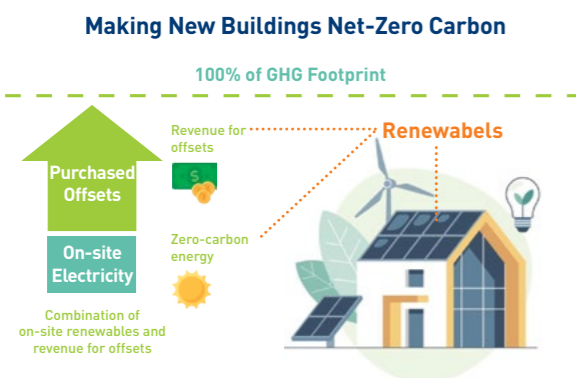 Making New Buildings Net-Zero Carbon
100% of GHG Footprint
Revenue for
offsets
Renewabels
$
Purchased
Offsets
Zero-carbon
energy
On-site
Electricity
Combination of
on-site renewables and
revenue for offsets